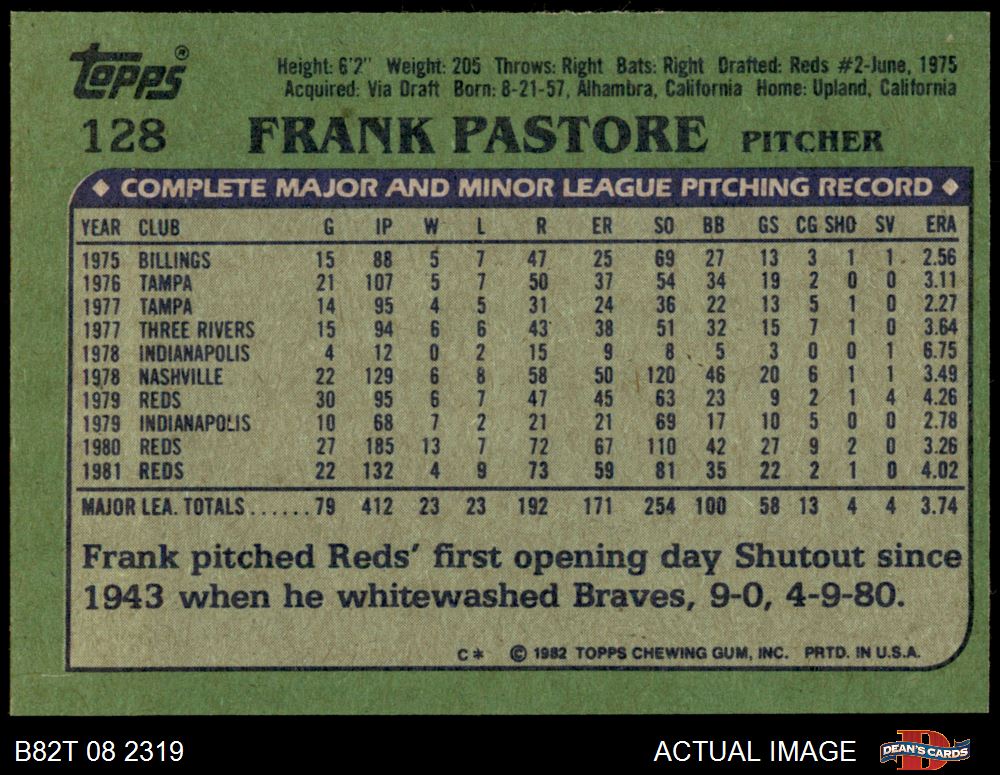 Topps®
Height: 6'2" Weight: 205 Throws: Right Bats: Right Drafted: Reds #2-June, 1975
Acquired: Via Draft Born: 8-21-57, Alhambra, California Home: Upland, California
128 FRANK PASTORE PITCHER
◆ COMPLETE MAJOR AND MINOR LEAGUE PITCHING RECORD ◆
YEAR CLUB G IP W L R ER SO BB GS CG SHO SV ERA
1975 BILLINGS 15 88 5 7 47 25 69 27 13 3 1 1 2.56
1976 TAMPA 21 107 5 7 50 37 54 34 19 2 0 0 3.11
1977 TAMPA 14 95 4 5 31 24 36 22 13 5 1 0 2.27
1977 THREE RIVERS 15 94 6 6 43 38 51 32 15 7 1 0 3.64
1978 INDIANAPOLIS 4 12 0 2 15 9 8 5 3 0 0 1 6.75
1978 NASHVILLE 22 129 6 8 58 50 120 46 20 6 1 1 3.49
1979 REDS 30 95 6 7 47 45 63 23 9 2 1 4 4.26
1979 INDIANAPOLIS 10 68 7 2 21 21 69 17 10 5 0 0 2.78
1980 REDS 27 185 13 7 72 67 110 42 27 9 2 0 3.26
1981 REDS 22 132 4 9 73 59 81 35 22 2 1 0 4.02
MAJOR LEA. TOTALS......79 412 23 23 192 171 254 100 58 13 4 4 3.74
Frank pitched Reds' first opening day Shutout since
1943 when he whitewashed Braves, 9-0, 4-9-80.
C* © 1982 TOPPS CHEWING GUM, INC. PRTD. IN U.S.A.
B82T 08 2319 ACTUAL IMAGE D DEAN'S CARDS